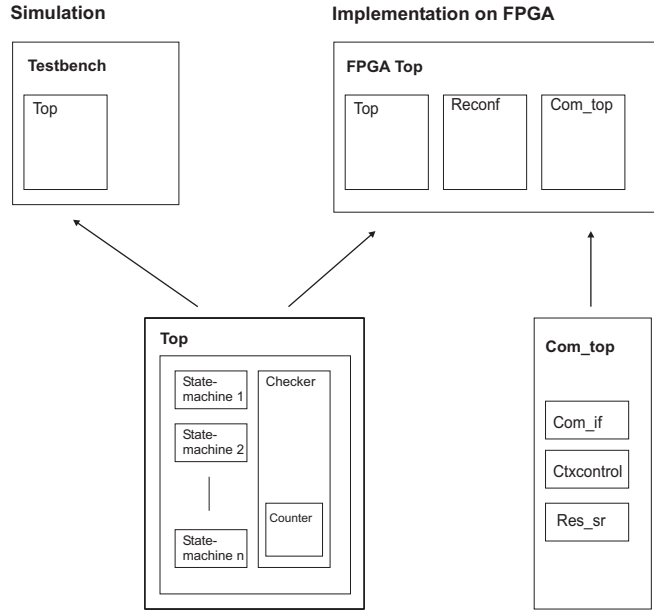 Simulation
Implementation on FPGA
Testbench
Top
FPGA Top
Top
Reconf
Com_top
Top
State-
machine 1
State-
machine 2
State-
machine n
Checker
Counter
Com_top
Com_if
Ctxcontrol
Res_sr